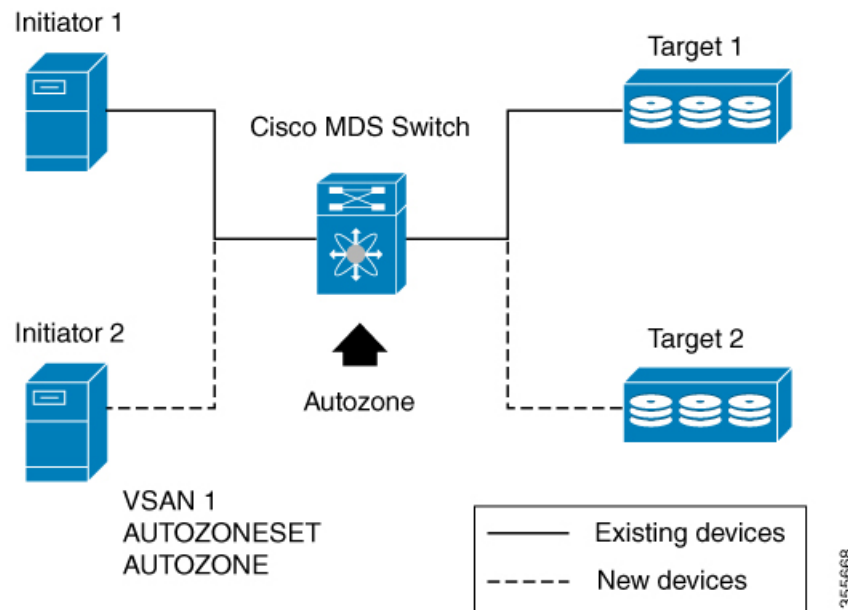 Initiator 1
Target 1
Cisco MDS Switch
Initiator 2
Target 2
Autozone
VSAN 1
AUTOZONESET
AUTOZONE
Existing devices
New devices
355668